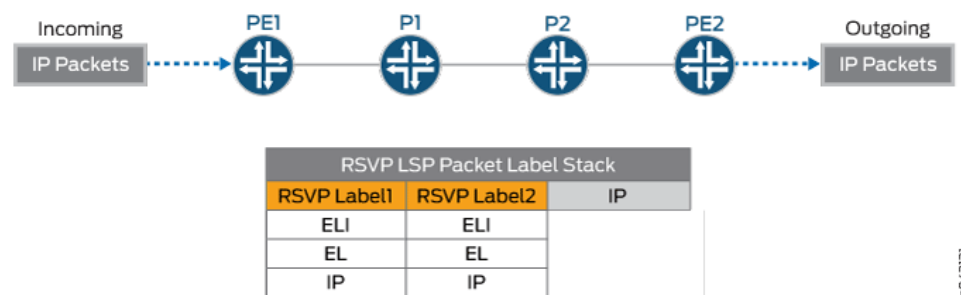 Incoming
IP Packets
PE1
P1
P2
PE2
Outgoing
IP Packets
RSVP LSP Packet Label Stack
RSVP Label1 RSVP Label2 IP
ELI ELI
EL EL
IP IP